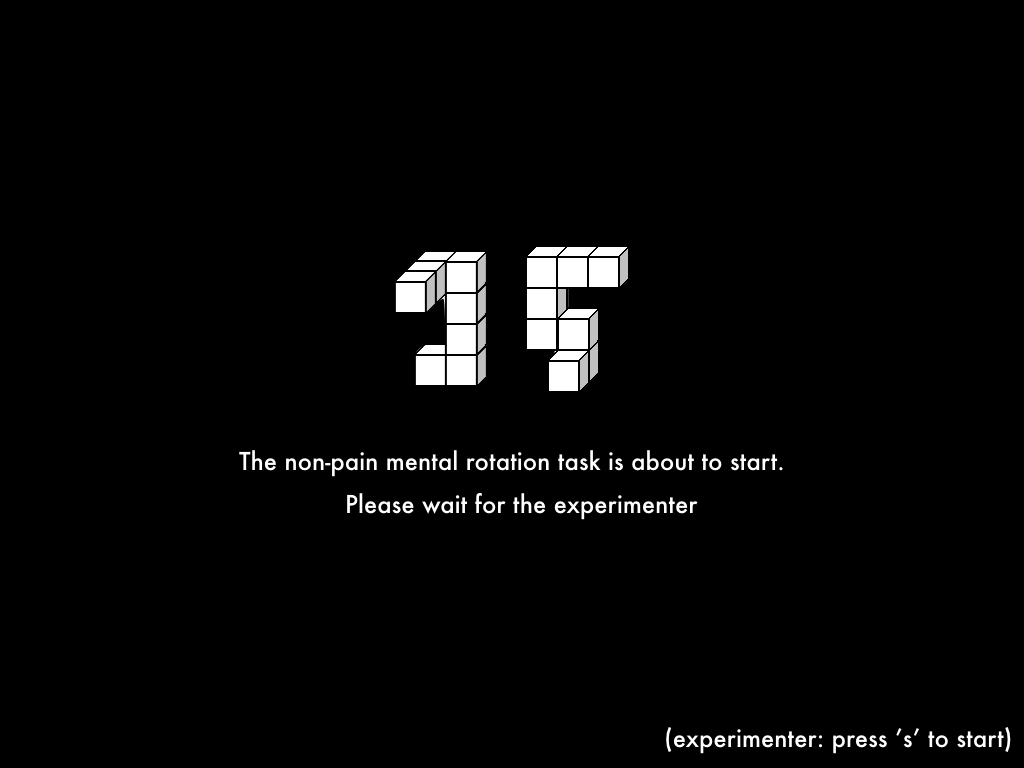 The non-pain mental rotation task is about to start.
Please wait for the experimenter
(experimenter: press ’s’ to start)